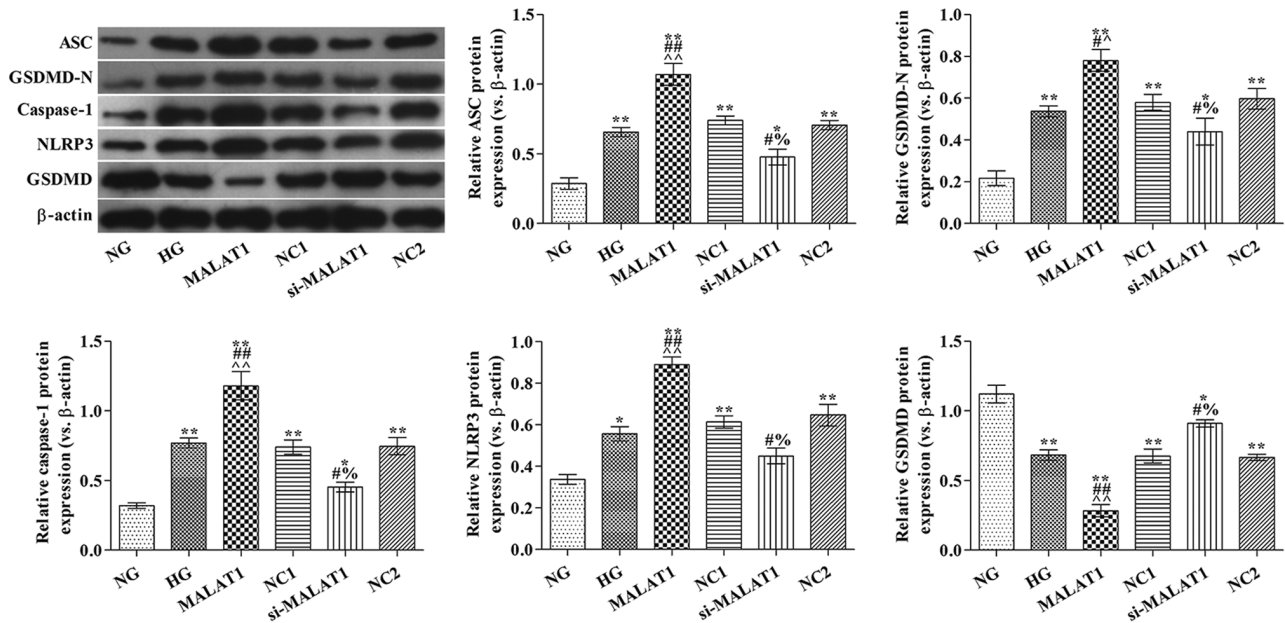 ASC
GSDMD-N
Caspase-1
NLRP3
GSDMD
β-actin
NG HG MALAT1 NC1 si-MALAT1 NC2
Relative ASC protein
expression (vs. β-actin)
1.5
1.0
0.5
0.0
**
**
##
^^
**
*
#%
**
NG HG MALAT1 NC1 si-MALAT1 NC2
Relative GSDMD-N protein
expression (vs. β-actin)
1.0
0.8
0.6
0.4
0.2
0.0
**
**
#^
**
*
#%
**
NG HG MALAT1 NC1 si-MALAT1 NC2
Relative caspase-1 protein
expression (vs. β-actin)
1.5
1.0
0.5
0.0
**
**
##
^^
**
*
#%
**
NG HG MALAT1 NC1 si-MALAT1 NC2
Relative NLRP3 protein
expression (vs. β-actin)
1.0
0.8
0.6
0.4
0.2
0.0
*
**
##
^^
**
#%
**
NG HG MALAT1 NC1 si-MALAT1 NC2
Relative GSDMD protein
expression (vs. β-actin)
1.5
1.0
0.5
0.0
**
**
##
^^
**
*
#%
**
NG HG MALAT1 NC1 si-MALAT1 NC2